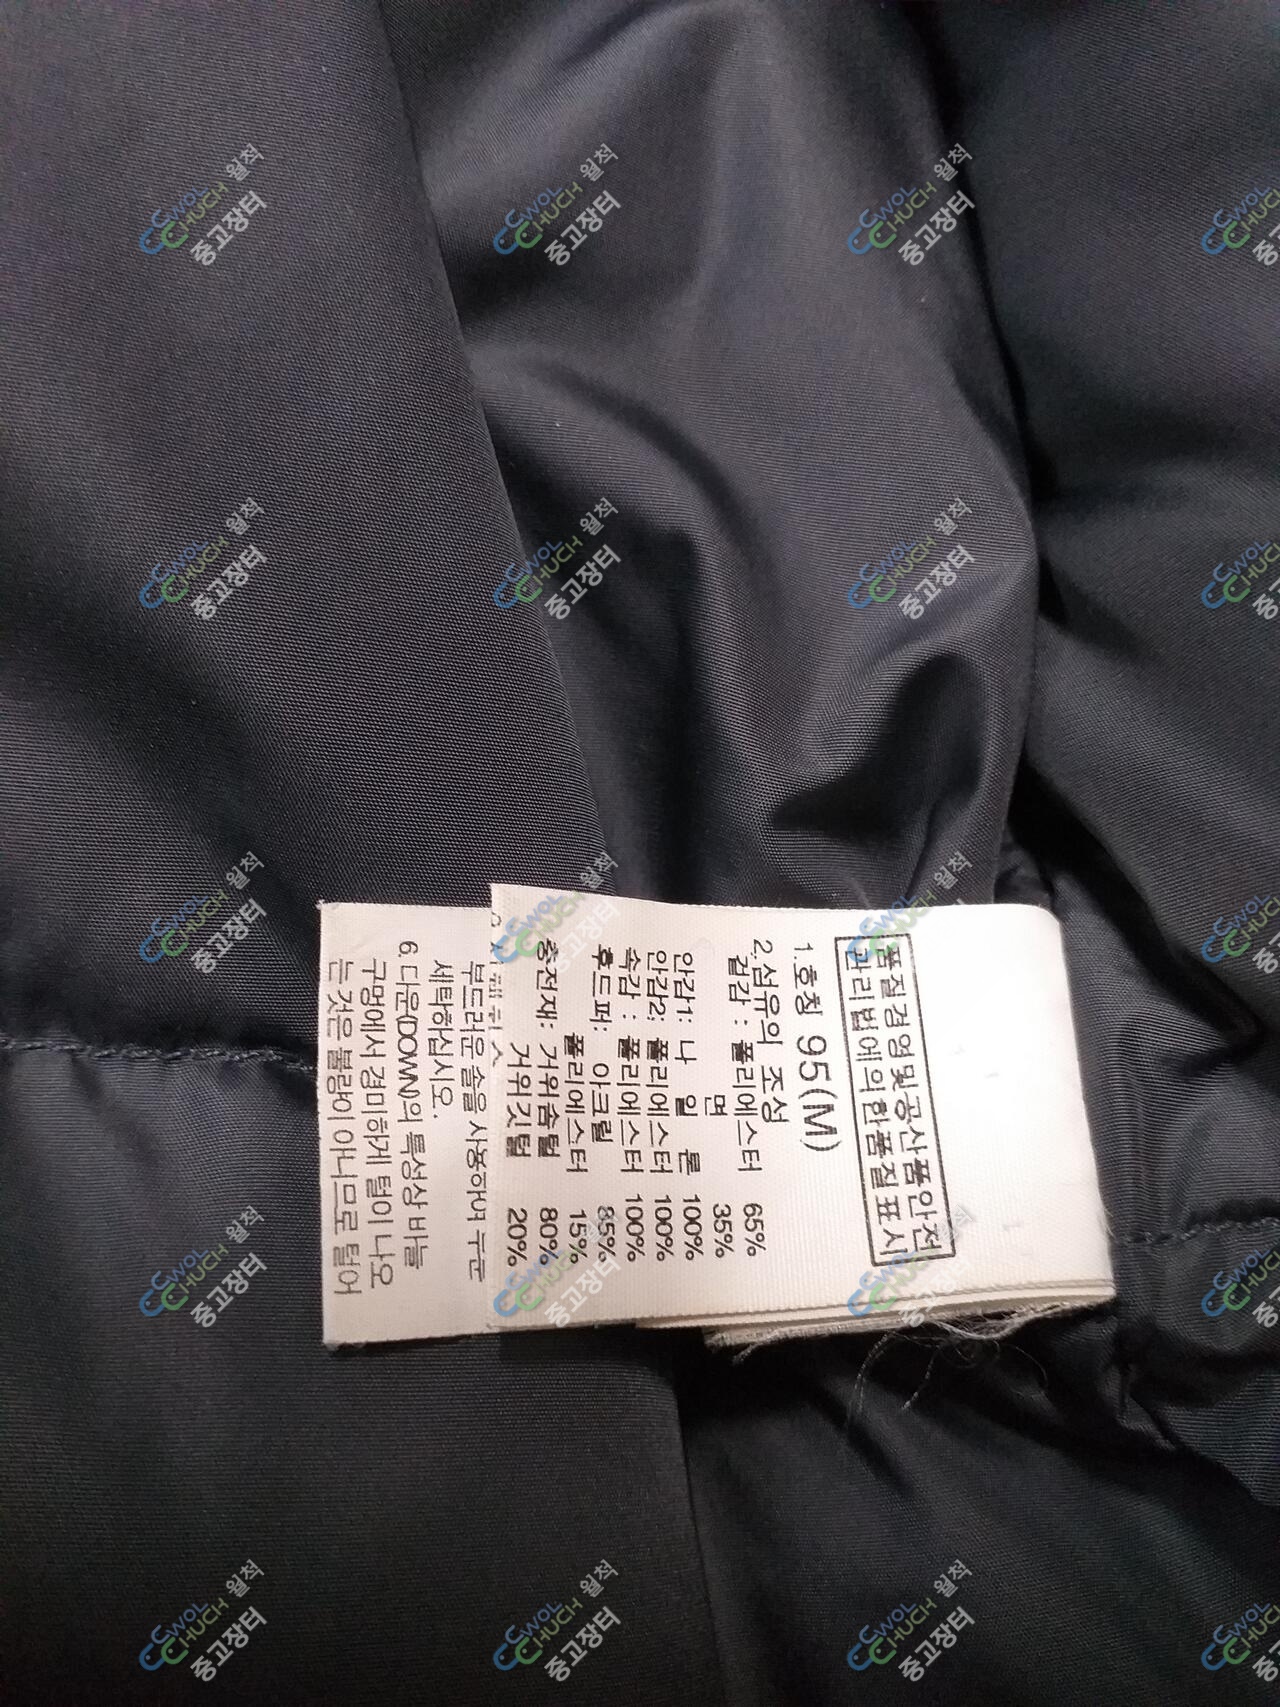 품질경영및공산품안전
관리법에의한품질표시
1.호칭 95(M)
2.섬유의 조성
겉감 : 폴리에스터 65%
면 35%
안감1: 나 일 론 100%
안감2: 폴리에스터 100%
속감 : 폴리에스터 100%
후드퍼: 아크릴 85%
폴리에스터 15%
충전재: 거위솜털 80%
거위깃털 20%
부드러운 솔을 사용하여 부분
세탁하십시오.
6.다운(DOWN)의 특성상 바늘
구멍에서 경미하게 털이 나오
는것은 불량이 아니므로 털어
CWOL
CHUCH 월척
중고장터